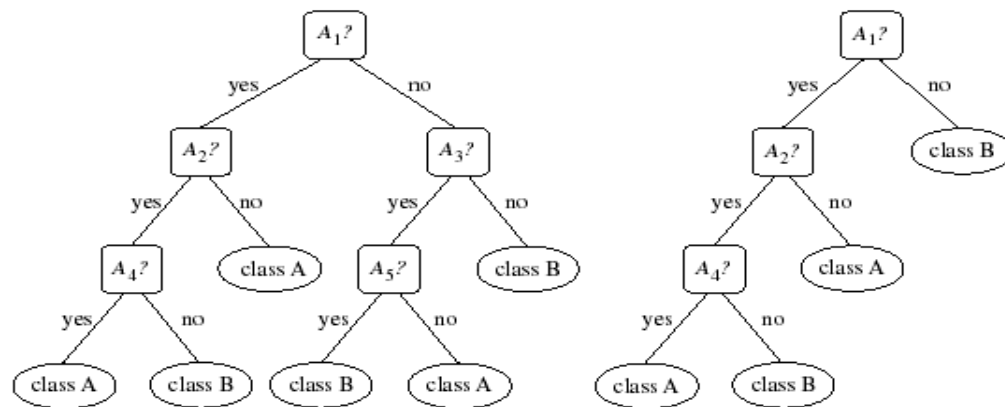 A1? A1?
yes no yes no
A2? A3? A2? class B
yes no yes no yes no
A4? class A A5? class B A4? class A
yes no yes no yes no
class A class B class B class A class A class B